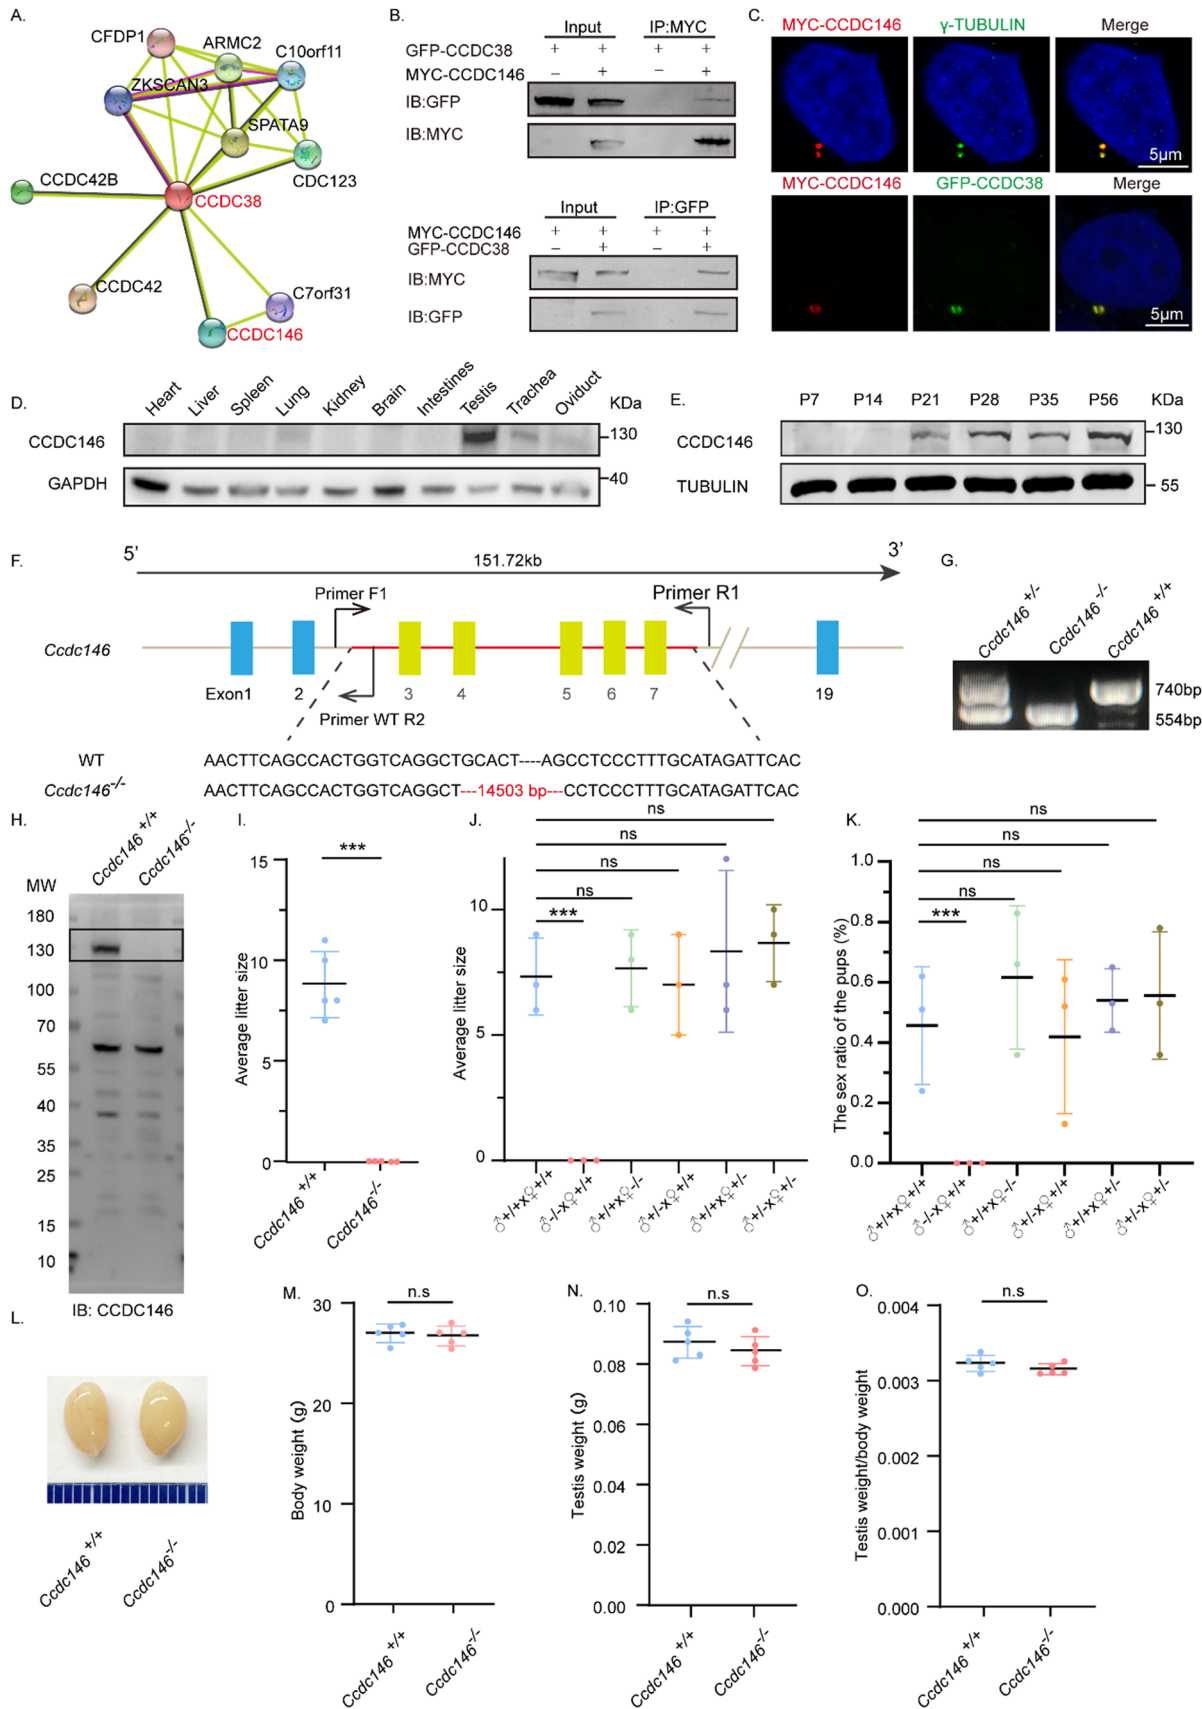 A.
CFDP1
ARMC2
C10orf11
ZKSCAN3
SPATA9
CDC123
CCDC42B
CCDC38
CCDC42
C7orf31
CCDC146
B.
Input IP:MYC
GFP-CCDC38 + + + +
MYC-CCDC146 – + – +
IB:GFP
IB:MYC
Input IP:GFP
MYC-CCDC146 + + + +
GFP-CCDC38 – + – +
IB:MYC
IB:GFP
C.
MYC-CCDC146 γ-TUBULIN Merge
5μm
MYC-CCDC146 GFP-CCDC38 Merge
5μm
D.
Heart Liver Spleen Lung Kidney Brain Intestines Testis Trachea Oviduct KDa
CCDC146 130
GAPDH 40
E.
P7 P14 P21 P28 P35 P56 KDa
CCDC146 130
TUBULIN 55
F.
5’ 3’
151.72kb
Primer F1 Primer R1
Ccdc146
Exon1 2 3 4 5 6 7 19
Primer WT R2
WT AACTTCAGCCACTGGTCAGGCTGCACT----AGCCTCCCTTTGCATAGATTCAC
Ccdc146-/- AACTTCAGCCACTGGTCAGGCT---14503 bp---CCTCCCTTTGCATAGATTCAC
G.
Ccdc146+/- Ccdc146-/- Ccdc146+/+
740bp
554bp
H.
Ccdc146+/+ Ccdc146-/-
MW
180
130
100
70
55
40
35
25
15
10
IB: CCDC146
I.
***
15
10
5
0
Average litter size
Ccdc146+/+ Ccdc146-/-
J.
ns
ns
ns
ns
***
10
5
0
Average litter size
♂+/+x♀+/+ ♂-/-x♀+/+ ♂+/+x♀-/- ♂+/-x♀+/+ ♂+/+x♀+/- ♂+/-x♀+/-
K.
ns
ns
ns
ns
***
1.0
0.8
0.6
0.4
0.2
0.0
The sex ratio of the pups (%)
♂+/+x♀+/+ ♂-/-x♀+/+ ♂+/+x♀-/- ♂+/-x♀+/+ ♂+/+x♀+/- ♂+/-x♀+/-
L.
Ccdc146+/+ Ccdc146-/-
M.
n.s
30
20
10
0
Body weight (g)
Ccdc146+/+ Ccdc146-/-
N.
n.s
0.10
0.08
0.06
0.04
0.02
0.00
Testis weight (g)
Ccdc146+/+ Ccdc146-/-
O.
n.s
0.004
0.003
0.002
0.001
0.000
Testis weight/body weight
Ccdc146+/+ Ccdc146-/-